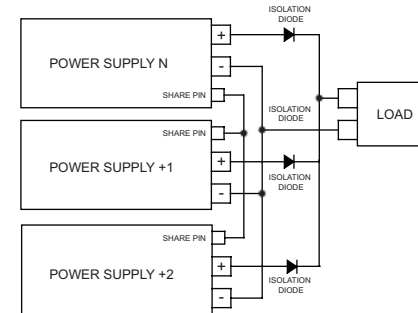 ISOLATION
DIODE
+
POWER SUPPLY N
-
SHARE PIN
ISOLATION
DIODE
LOAD
SHARE PIN
POWER SUPPLY +1
+
ISOLATION
DIODE
-
SHARE PIN
POWER SUPPLY +2
+
ISOLATION
DIODE
-